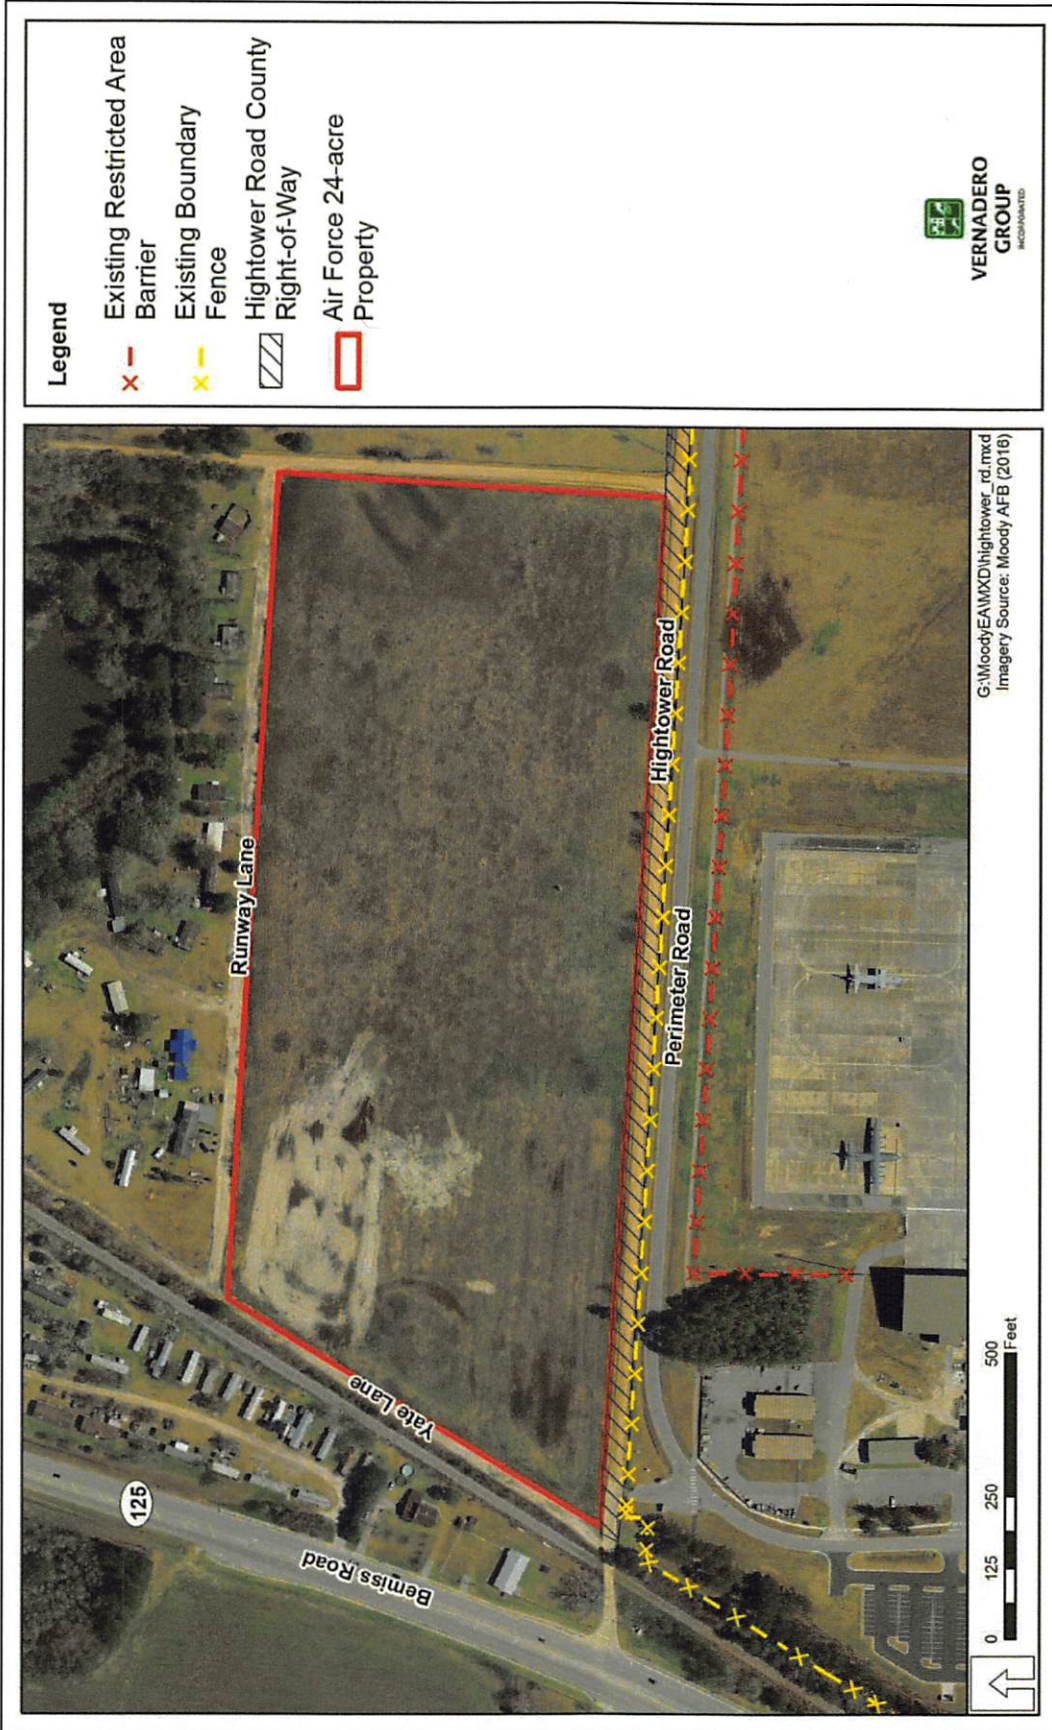 Legend
Existing Restricted Area
Barrier
Existing Boundary
Fence
Hightower Road County
Right-of-Way
Air Force 24-acre
Property
VERNADERO
GROUP
INCORPORATED
Runway Lane
Yate Lane
125
Bemiss Road
Hightower Road
Perimeter Road
0 125 250 500
Feet
G:\MoodyEA\MXD\hightower_rd.mxd
Imagery Source: Moody AFB (2016)